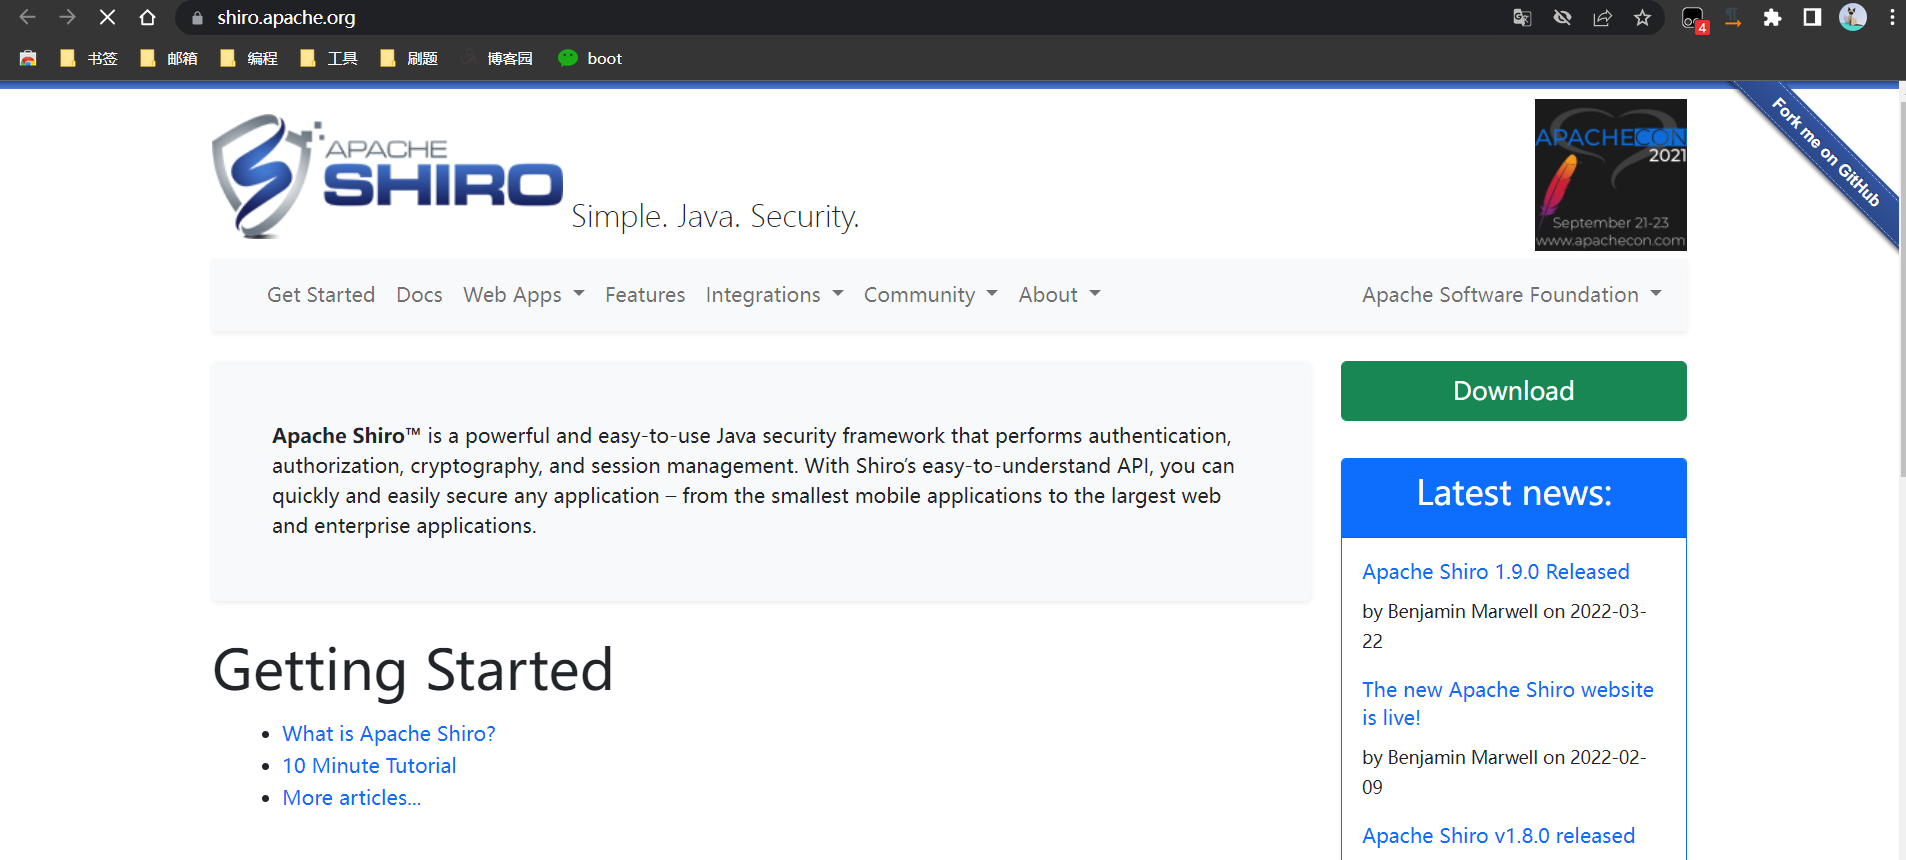 shiro.apache.org
4
书签 邮箱 编程 工具 刷题 博客园 boot
APACHE
SHIRO
Simple. Java. Security.
APACHECON
2021
September 21-23
www.apachecon.com
Fork me on GitHub
Get Started Docs Web Apps Features Integrations Community About Apache Software Foundation
Apache Shiro™ is a powerful and easy-to-use Java security framework that performs authentication,
authorization, cryptography, and session management. With Shiro’s easy-to-understand API, you can
quickly and easily secure any application – from the smallest mobile applications to the largest web
and enterprise applications.
Getting Started
What is Apache Shiro?
10 Minute Tutorial
More articles...
Download
Latest news:
Apache Shiro 1.9.0 Released
by Benjamin Marwell on 2022-03-
22
The new Apache Shiro website
is live!
by Benjamin Marwell on 2022-02-
09
Apache Shiro v1.8.0 released